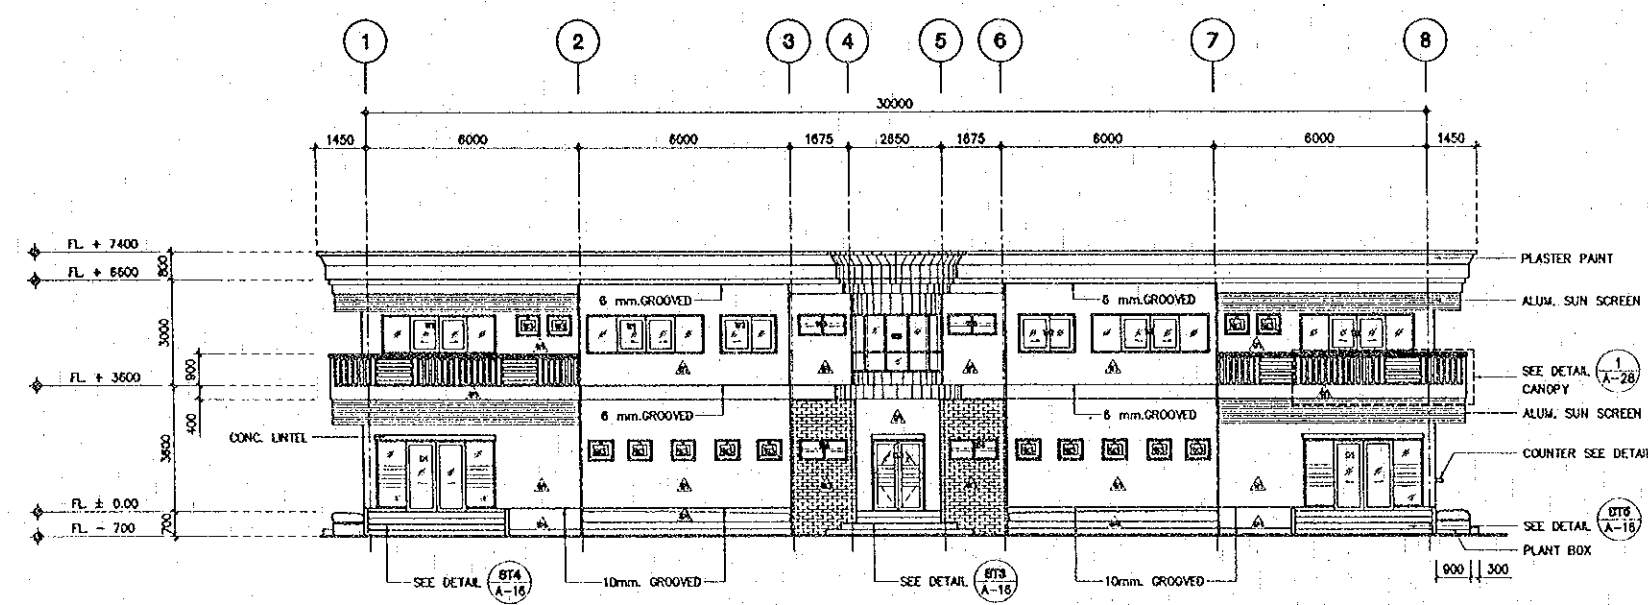 1 2 3 4 5 6 7 8
30000
1450 6000 6000 1675 2850 1675 6000 6000 1450
FL. + 7400
800
PLASTER PAINT
FL. + 6600
6 mm.GROOVED
6 mm.GROOVED
ALUM. SUN SCREEN
3000
900
FL. + 3600
SEE DETAIL 1
CANOPY A-28
400
6 mm.GROOVED
6 mm.GROOVED
ALUM. SUN SCREEN
CONC. LINTEL
3600
COUNTER SEE DETAIL
FL. ± 0.00
700
FL. - 700
SEE DETAIL BT6
A-16
PLANT BOX
SEE DETAIL BT4
A-16
10mm. GROOVED
SEE DETAIL BT3
A-16
10mm. GROOVED
900 300